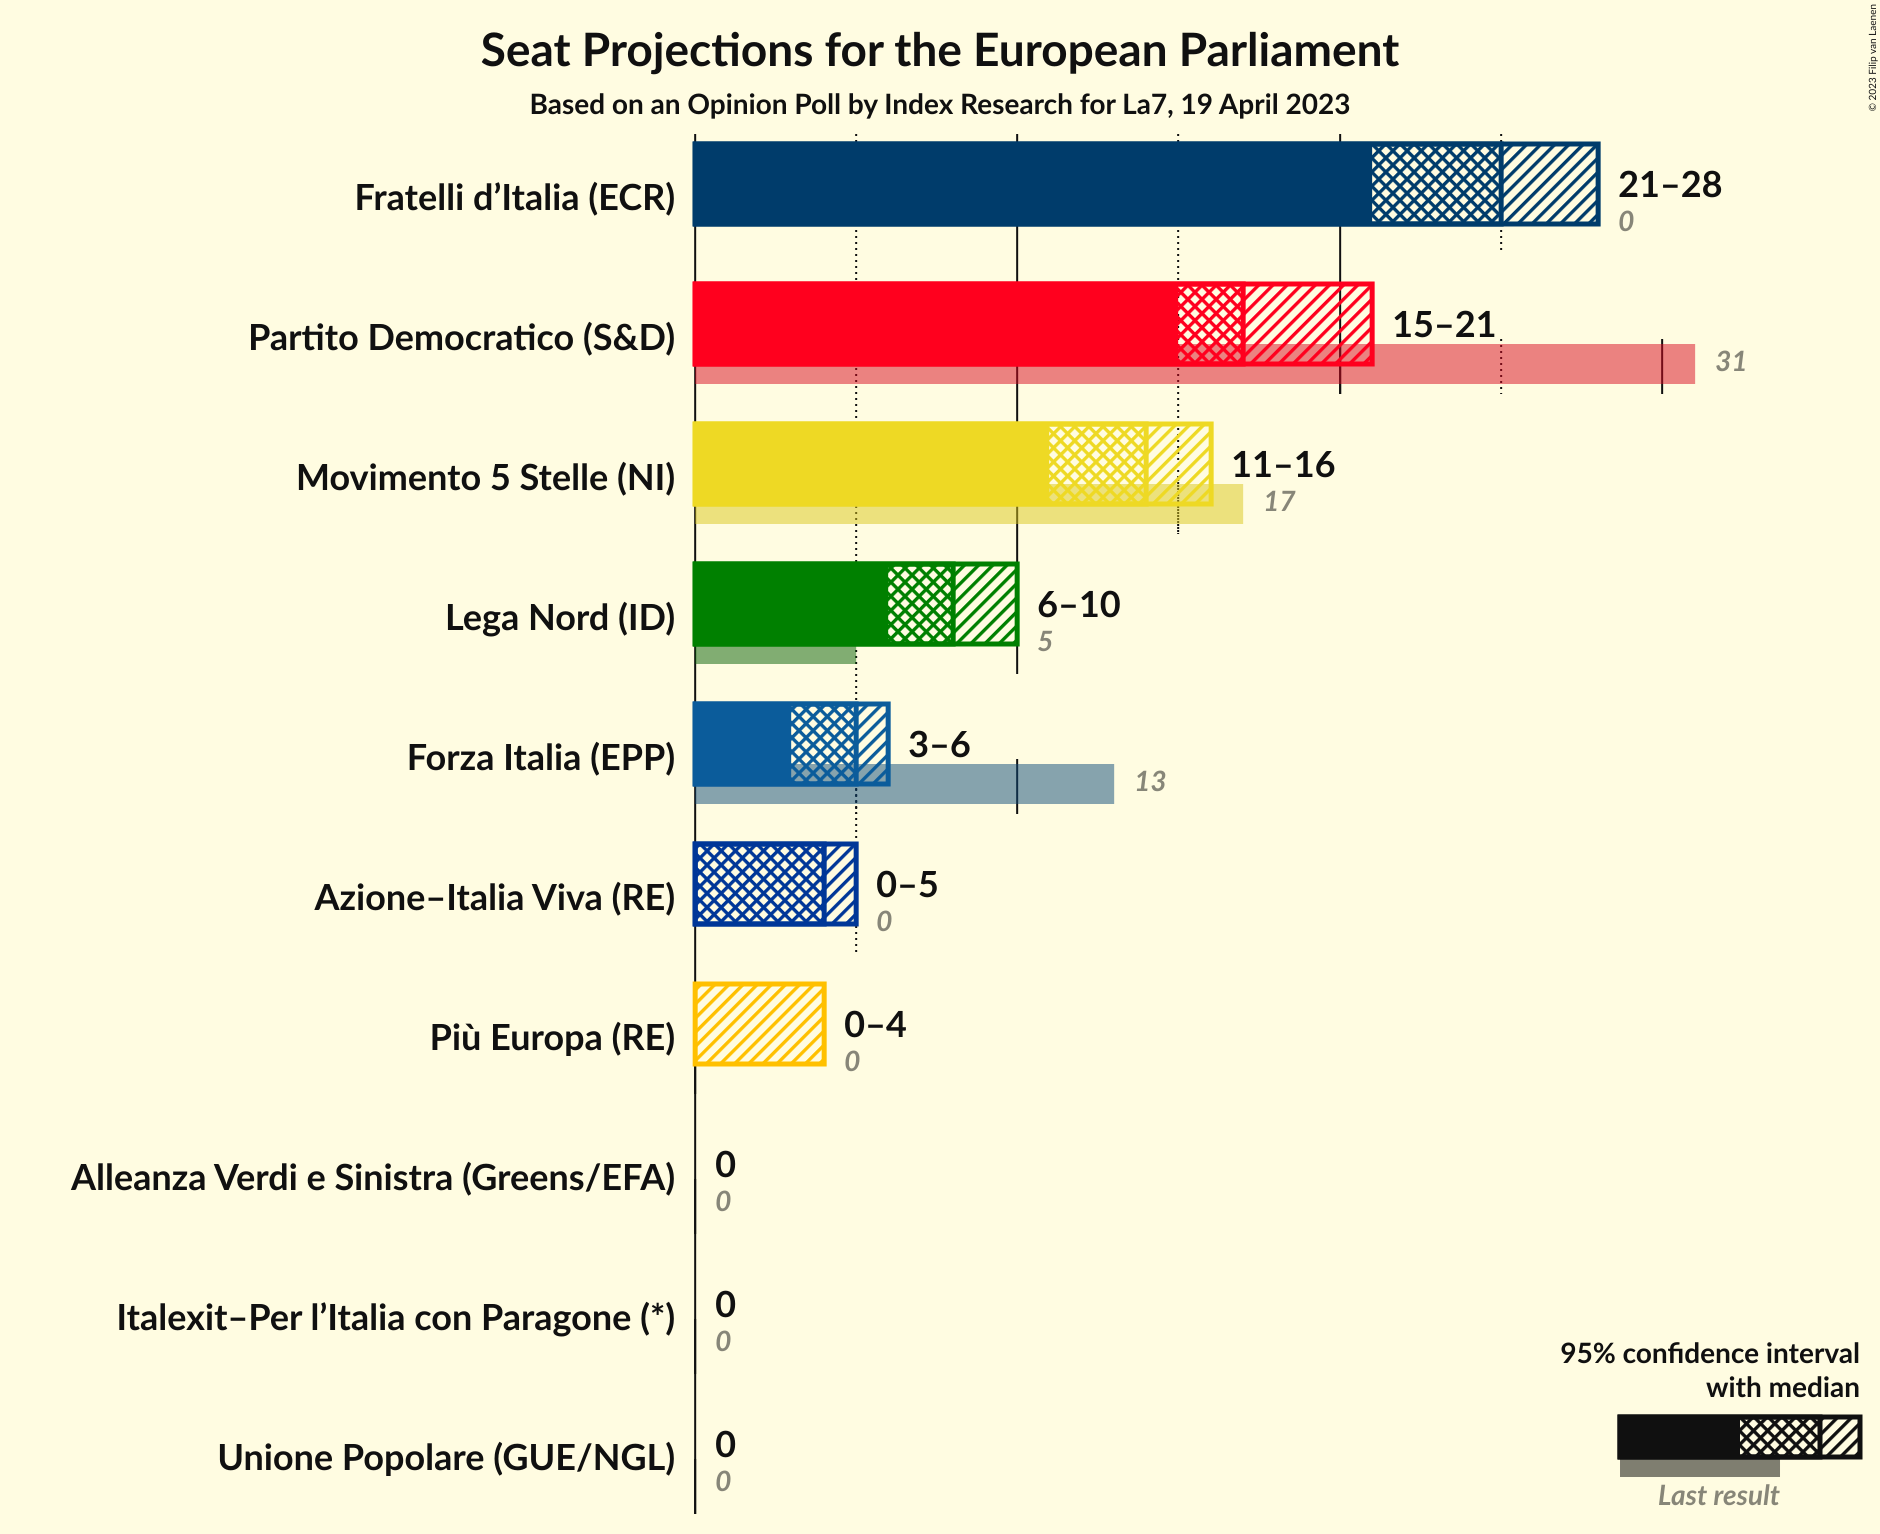 Seat Projections for the European Parliament
Based on an Opinion Poll by Index Research for La7, 19 April 2023
© 2023 Filip van Laenen
Fratelli d’Italia (ECR)
21–28
0
Partito Democratico (S&D)
15–21
31
Movimento 5 Stelle (NI)
11–16
17
Lega Nord (ID)
6–10
5
Forza Italia (EPP)
3–6
13
Azione–Italia Viva (RE)
0–5
0
Più Europa (RE)
0–4
0
Alleanza Verdi e Sinistra (Greens/EFA)
0
0
Italexit–Per l’Italia con Paragone (*)
0
0
Unione Popolare (GUE/NGL)
0
0
95% confidence interval
with median
Last result